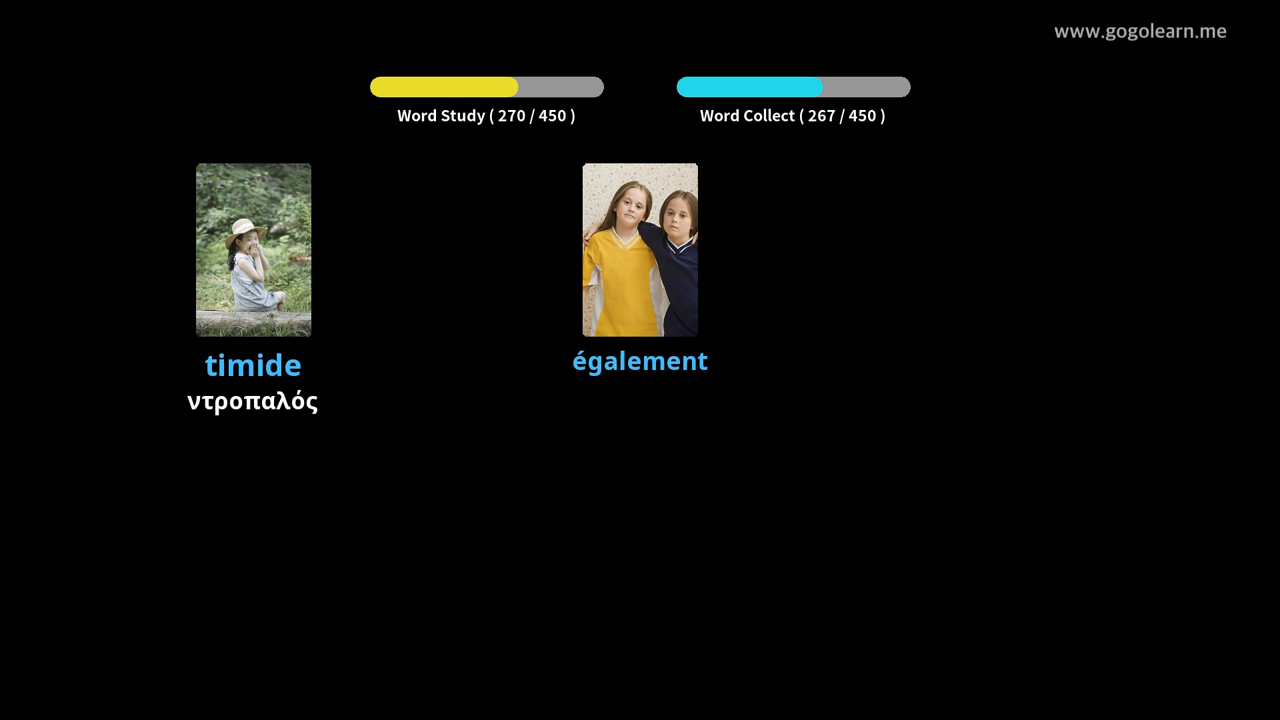 www.gogolearn.me
Word Study ( 270 / 450 )
Word Collect ( 267 / 450 )
timide
ντροπαλός
également